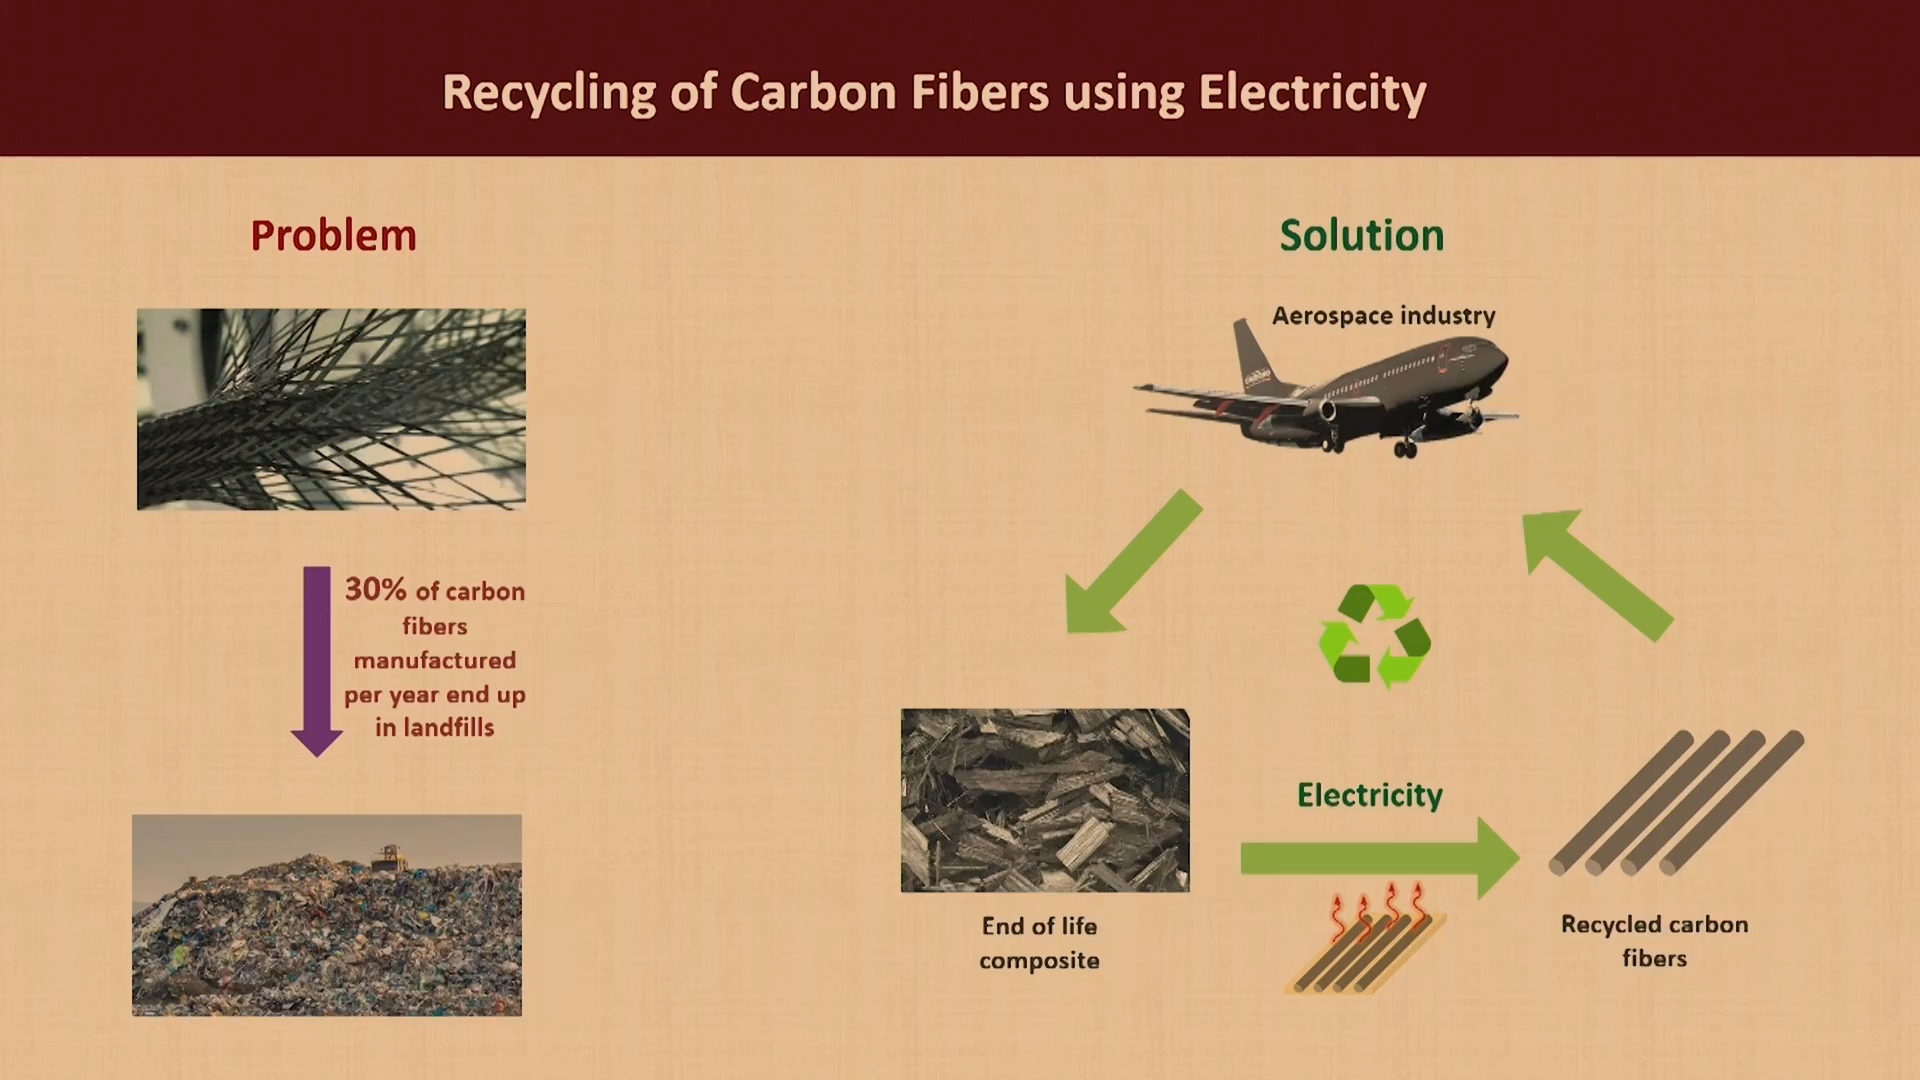 Recycling of Carbon Fibers using Electricity
Problem
30% of carbon
fibers
manufactured
per year end up
in landfills
Solution
Aerospace industry
Electricity
End of life
composite
Recycled carbon
fibers